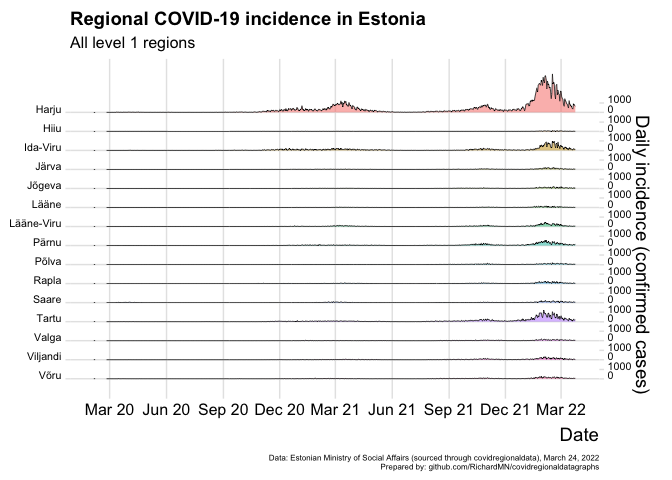 Regional COVID-19 incidence in Estonia
All level 1 regions
Harju
Hiiu
Ida-Viru
Järva
Jõgeva
Lääne
Lääne-Viru
Pärnu
Põlva
Rapla
Saare
Tartu
Valga
Viljandi
Võru
1000
0
1000
0
1000
0
1000
0
1000
0
1000
0
1000
0
1000
0
1000
0
1000
0
1000
0
1000
0
1000
0
1000
0
1000
0
Daily incidence (confirmed cases)
Mar 20 Jun 20 Sep 20 Dec 20 Mar 21 Jun 21 Sep 21 Dec 21 Mar 22
Date
Data: Estonian Ministry of Social Affairs (sourced through covidregionaldata), March 24, 2022
Prepared by: github.com/RichardMN/covidregionaldatagraphs